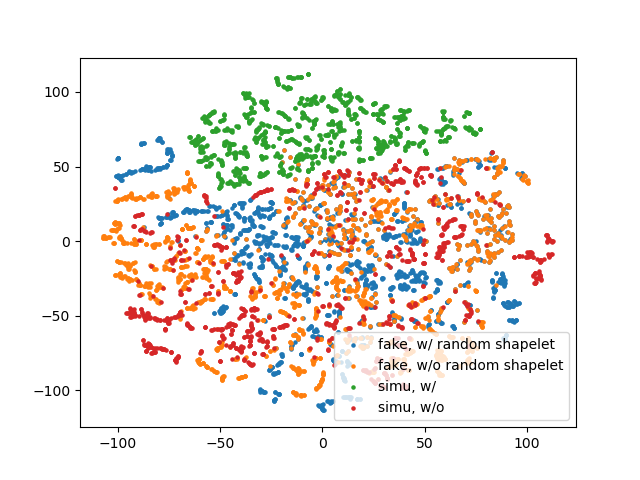 100
50
0
−50
−100
−100
−50
0
50
100
fake, w/ random shapelet
fake, w/o random shapelet
simu, w/
simu, w/o